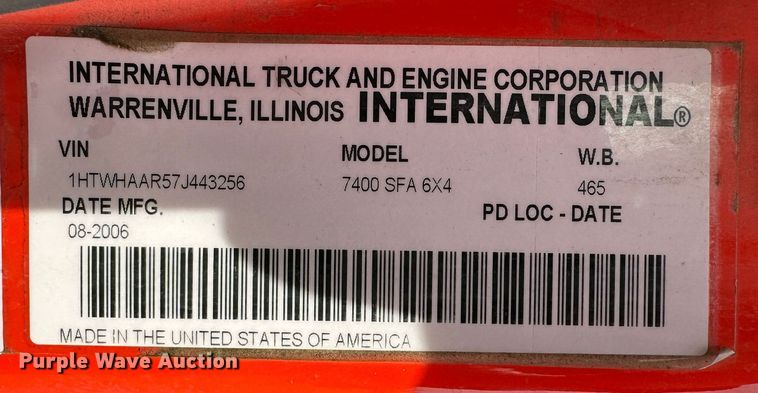 INTERNATIONAL TRUCK AND ENGINE CORPORATION
WARRENVILLE, ILLINOIS INTERNATIONAL®
VIN MODEL W.B.
1HTWHAAR57J443256 7400 SFA 6X4 465
DATE MFG. PD LOC - DATE
08-2006
MADE IN THE UNITED STATES OF AMERICA
Purple Wave Auction